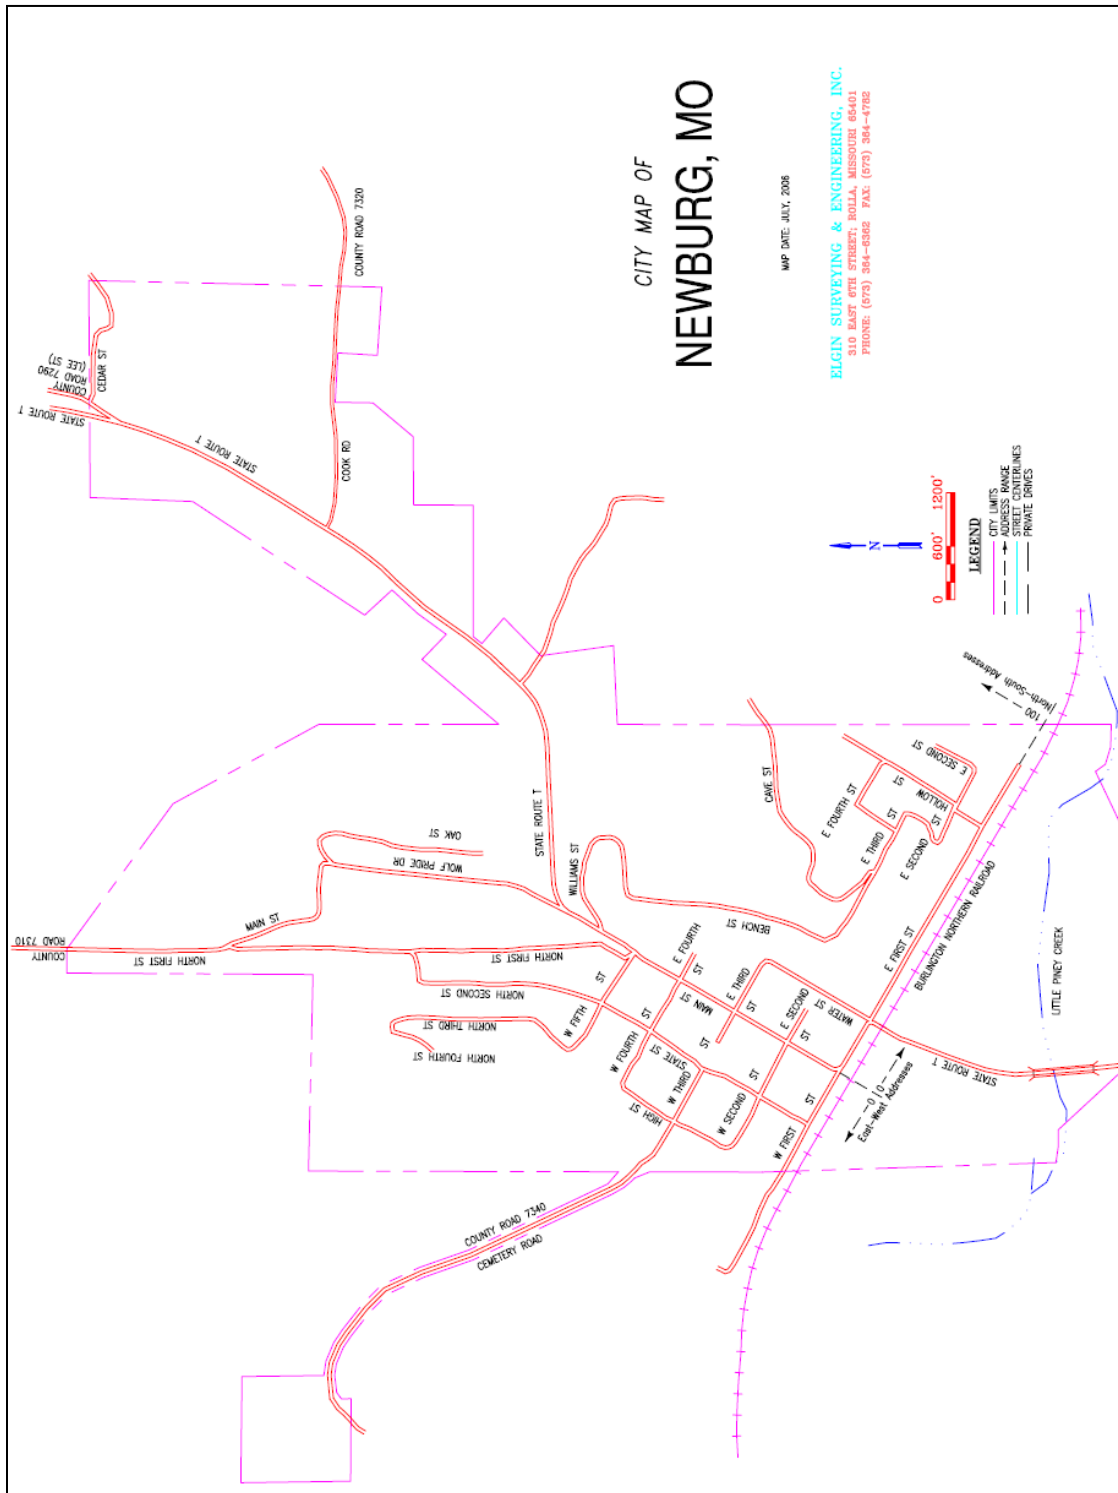 CITY MAP OF
NEWBURG, MO
MAP DATE: JULY, 2006
ELGIN SURVEYING & ENGINEERING, INC.
310 EAST 6TH STREET; ROLLA, MISSOURI 65401
PHONE: (573) 364-6362 FAX: (573) 364-4782
N
0 600' 1200'
LEGEND
CITY LIMITS
ADDRESS RANGE
STREET CENTERLINES
PRIVATE DRIVES
COUNTY ROAD 7320
COOK RD
CEDAR ST
COUNTY
ROAD 7290
(LEE ST)
STATE ROUTE T
STATE ROUTE T
STATE ROUTE T
WILLIAMS ST
OAK ST
WOLF PRIDE DR
MAIN ST
COUNTY
ROAD 7310
NORTH FIRST ST
NORTH FIRST ST
NORTH SECOND ST
NORTH THIRD ST
NORTH FOURTH ST
W FIFTH ST
E FOURTH ST
W FOURTH ST
MAIN ST
E THIRD ST
W THIRD
STATE ST
HIGH ST
E SECOND ST
W SECOND ST
WATER ST
W FIRST ST
E FIRST ST
BENCH ST
CAVE ST
E FOURTH ST
E THIRD ST
E SECOND ST
HOLLOW ST
E SECOND ST
BURLINGTON NORTHERN RAILROAD
LITTLE PINEY CREEK
STATE ROUTE T
East-West Addresses
0 0
North-South Addresses
100
COUNTY ROAD 7340
CEMETERY ROAD